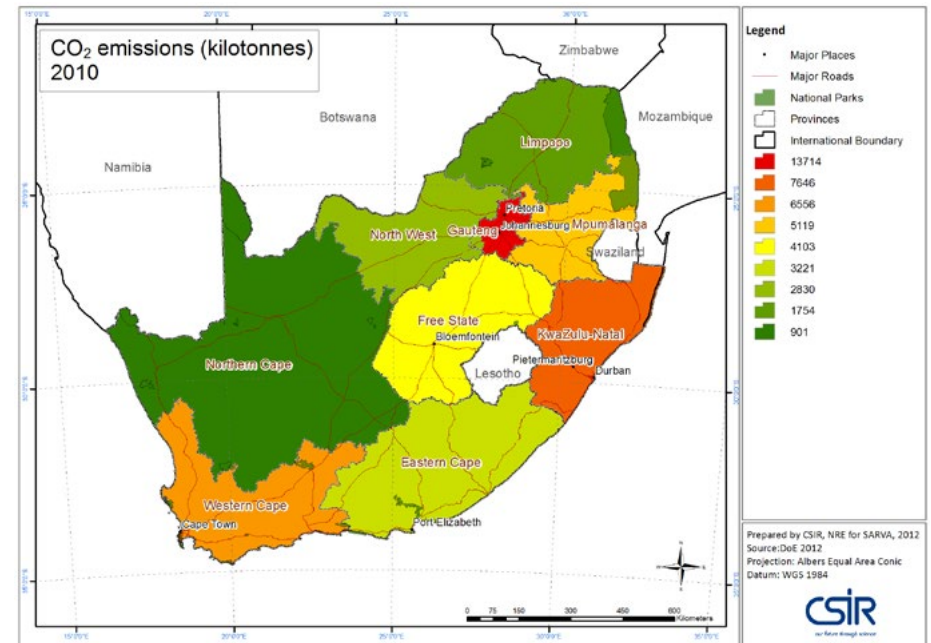 CO₂ emissions (kilotonnes)
2010
Zimbabwe
Botswana
Mozambique
Namibia
Limpopo
Pretoria
North West
Gauteng
Johannesburg
Mpumalanga
Swaziland
Free State
Bloemfontein
KwaZulu-Natal
Northern Cape
Pietermaritzburg
Lesotho
Durban
Eastern Cape
Western Cape
Cape Town
Port Elizabeth
0 75 150 300 450 600
Kilometers
Legend
Major Places
Major Roads
National Parks
Provinces
International Boundary
13714
7646
6556
5119
4103
3221
2830
1754
901
Prepared by CSIR, NRE for SARVA, 2012
Source:DoE 2012
Projection: Albers Equal Area Conic
Datum: WGS 1984
CSIR
our future through science